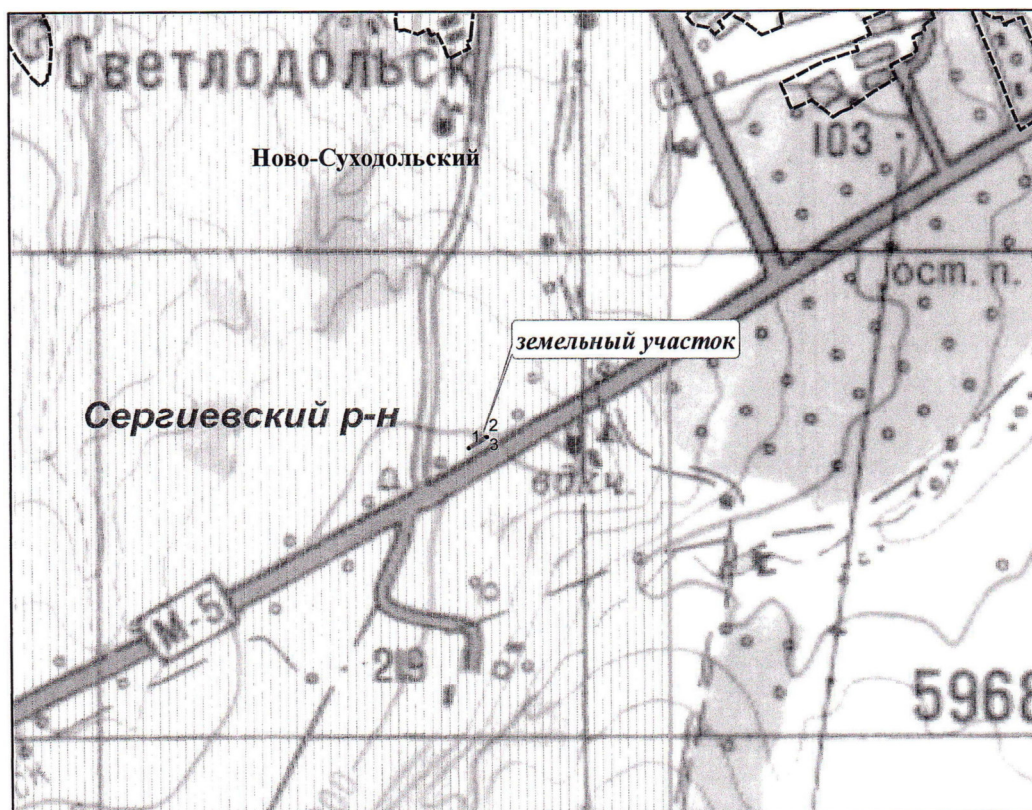 Светлодольск
Ново-Суходольский
103
ост. п.
земельный участок
Сергиевский р-н
1 2
3
М-5
219
5968